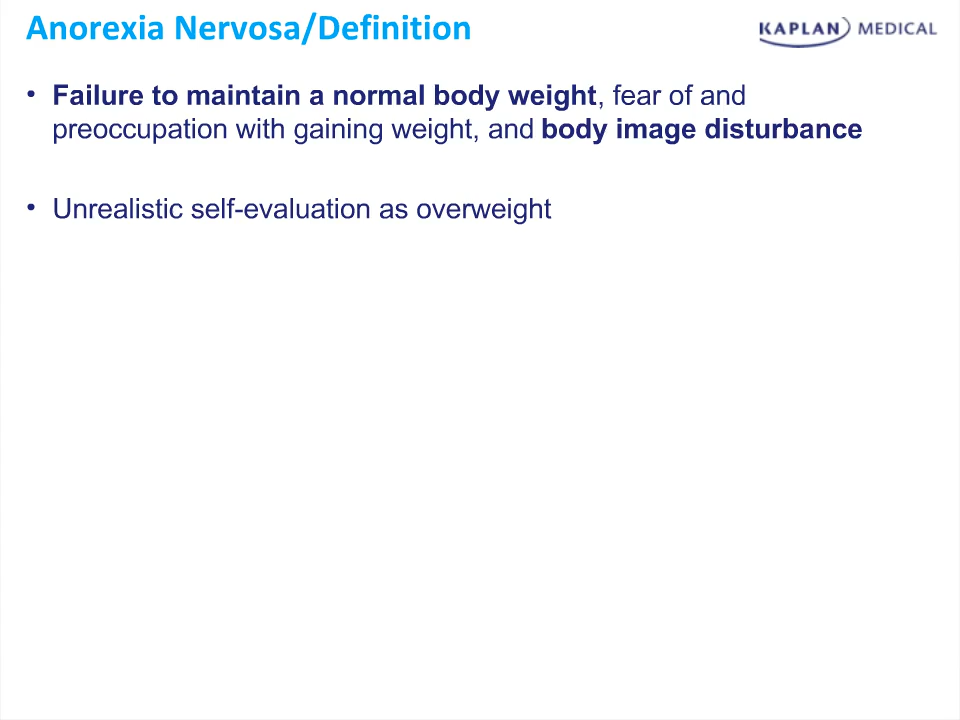 Anorexia Nervosa/Definition
KAPLAN MEDICAL
• Failure to maintain a normal body weight, fear of and
preoccupation with gaining weight, and body image disturbance
• Unrealistic self-evaluation as overweight